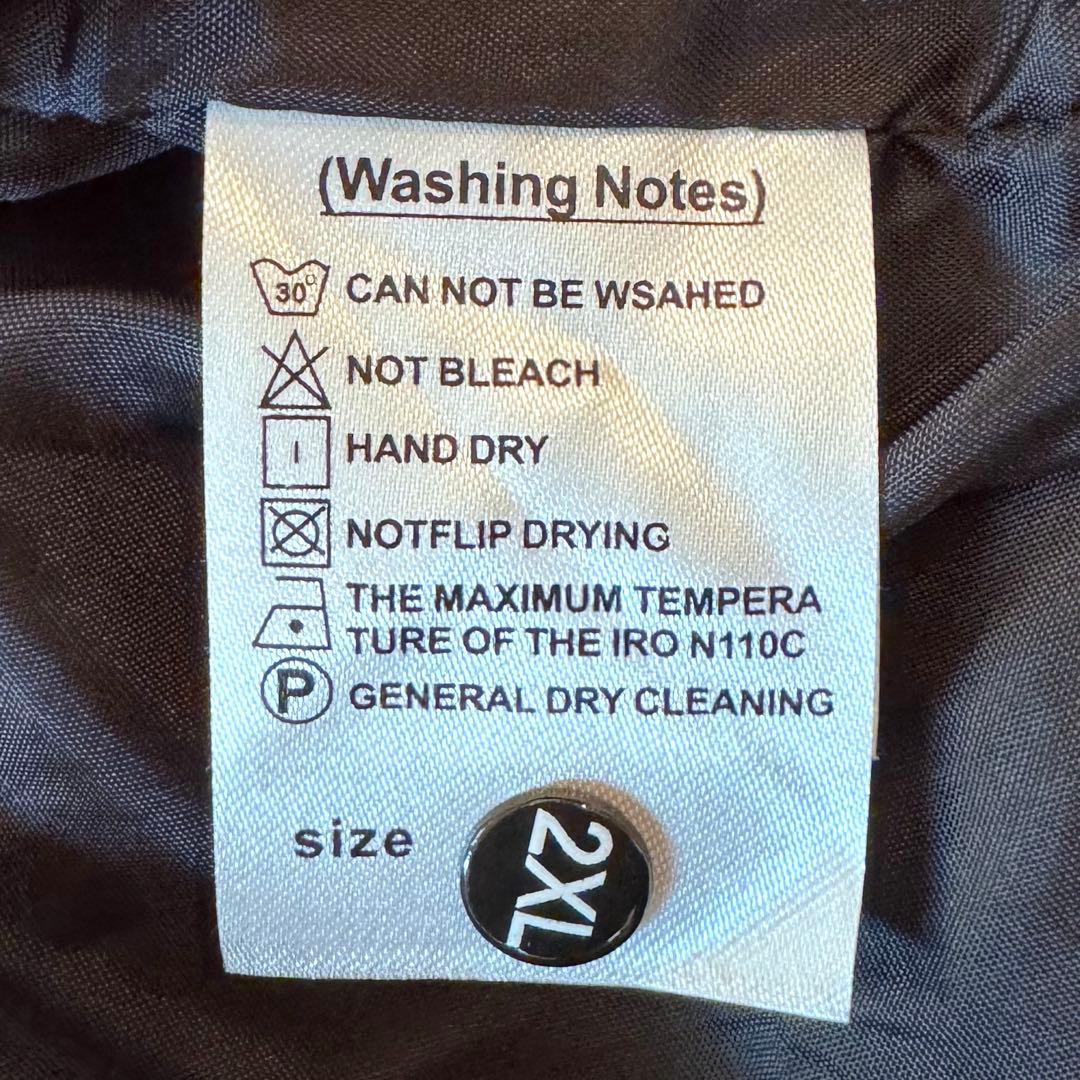 (Washing Notes)
30° CAN NOT BE WSAHED
NOT BLEACH
HAND DRY
NOTFLIP DRYING
THE MAXIMUM TEMPERA
TURE OF THE IRO N110C
P GENERAL DRY CLEANING
size 2XL